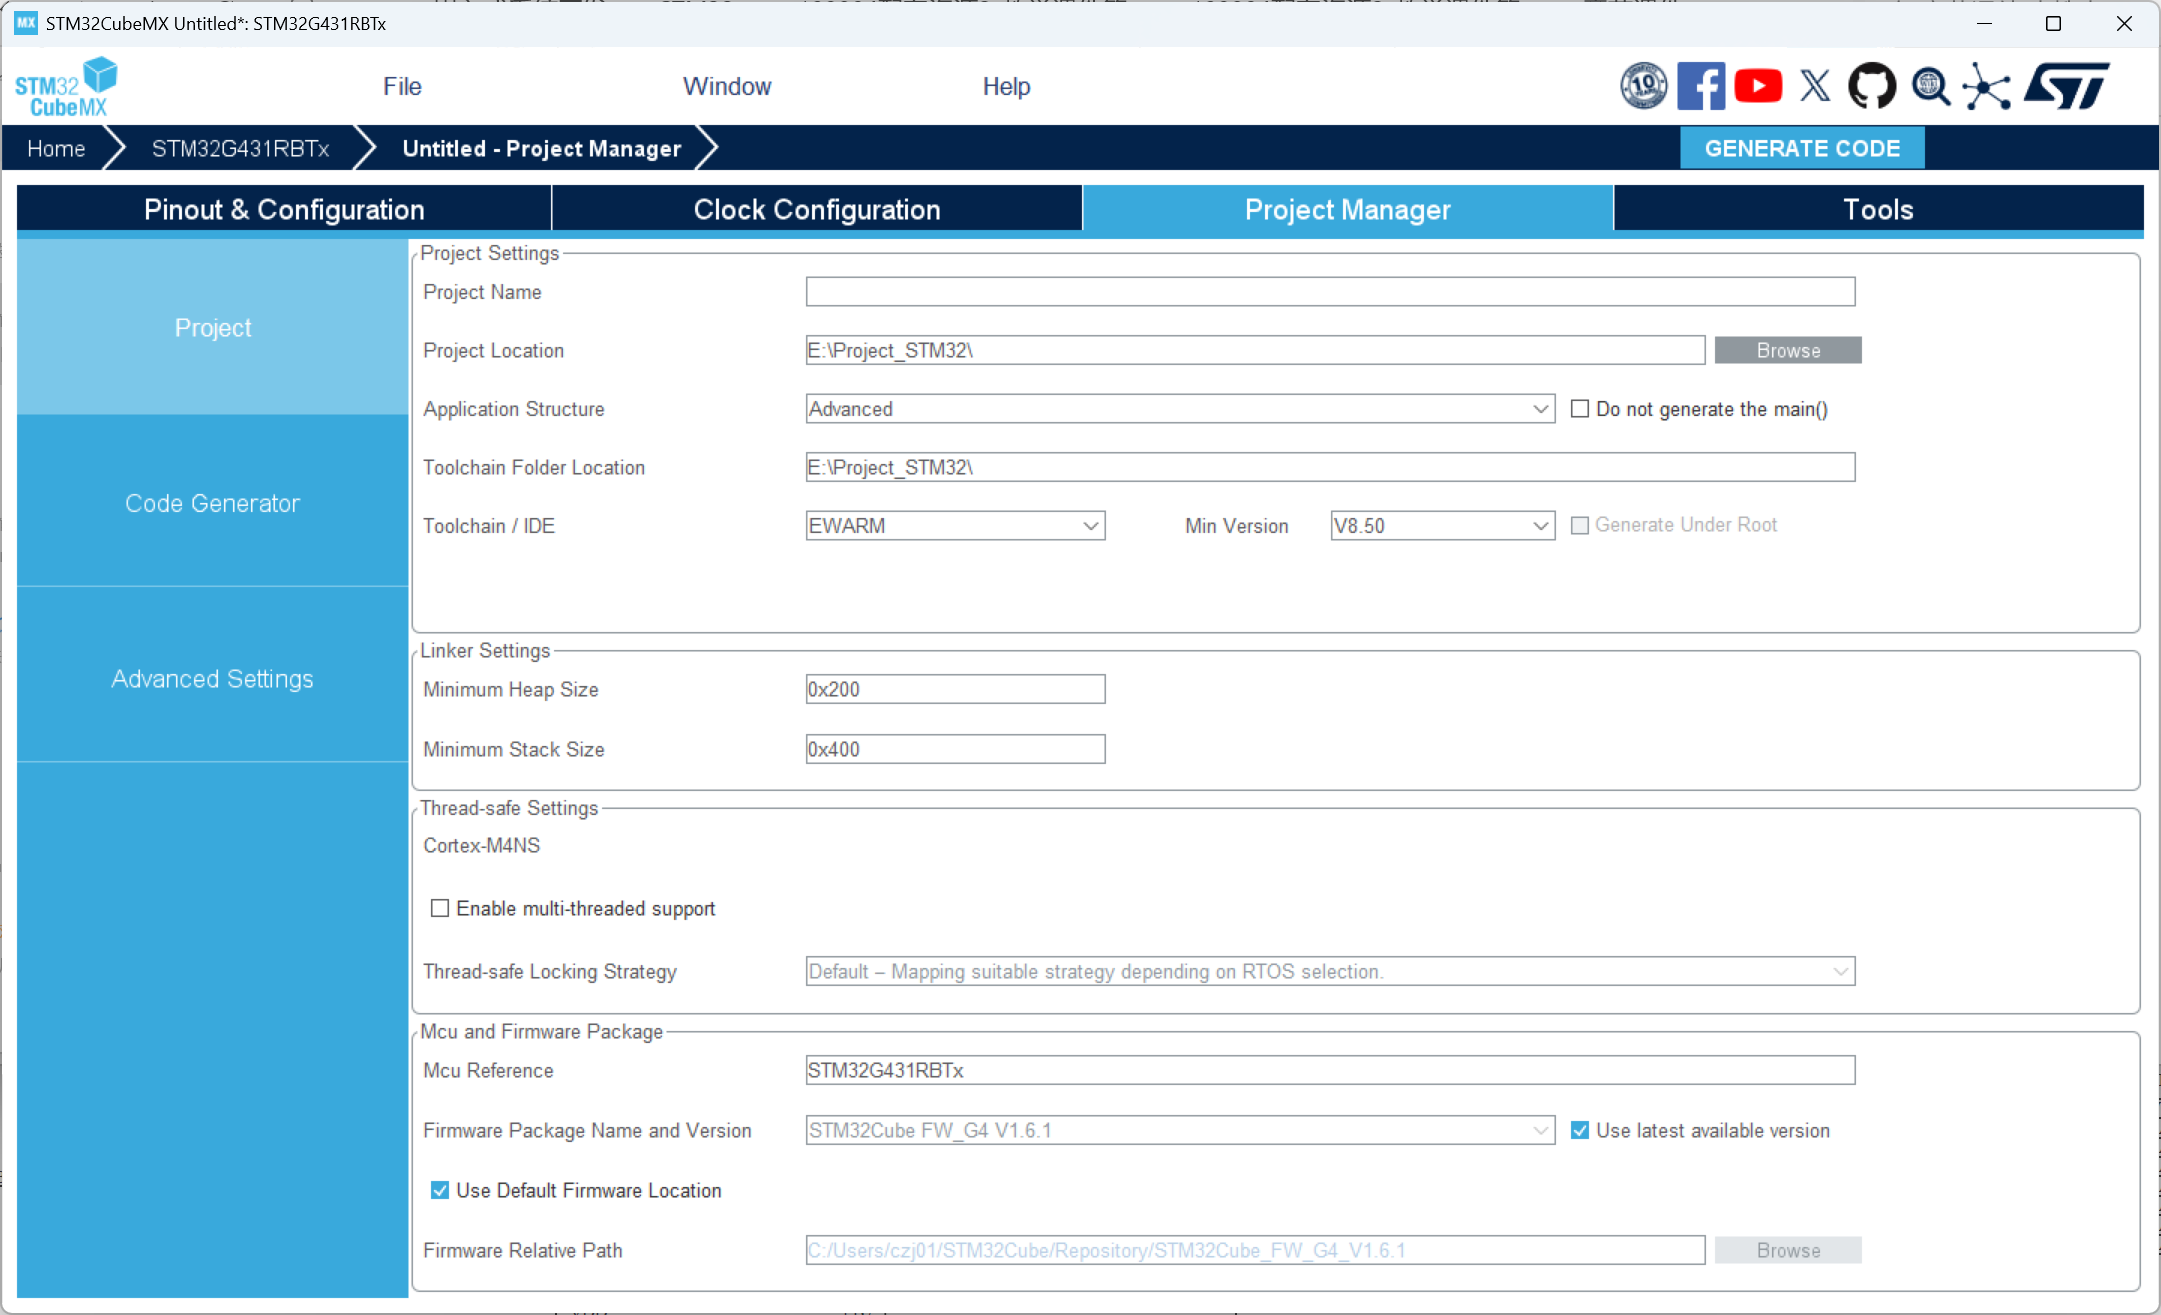 MX STM32CubeMX Untitled*: STM32G431RBTx
STM32 CubeMX
File Window Help
10
Home STM32G431RBTx Untitled - Project Manager GENERATE CODE
Pinout & Configuration Clock Configuration Project Manager Tools
Project
Code Generator
Advanced Settings
Project Settings
Project Name
Project Location E:\Project_STM32\ Browse
Application Structure Advanced Do not generate the main()
Toolchain Folder Location E:\Project_STM32\
Toolchain / IDE EWARM Min Version V8.50 Generate Under Root
Linker Settings
Minimum Heap Size 0x200
Minimum Stack Size 0x400
Thread-safe Settings
Cortex-M4NS
Enable multi-threaded support
Thread-safe Locking Strategy Default – Mapping suitable strategy depending on RTOS selection.
Mcu and Firmware Package
Mcu Reference STM32G431RBTx
Firmware Package Name and Version STM32Cube FW_G4 V1.6.1 Use latest available version
Use Default Firmware Location
Firmware Relative Path C:/Users/czj01/STM32Cube/Repository/STM32Cube_FW_G4_V1.6.1 Browse